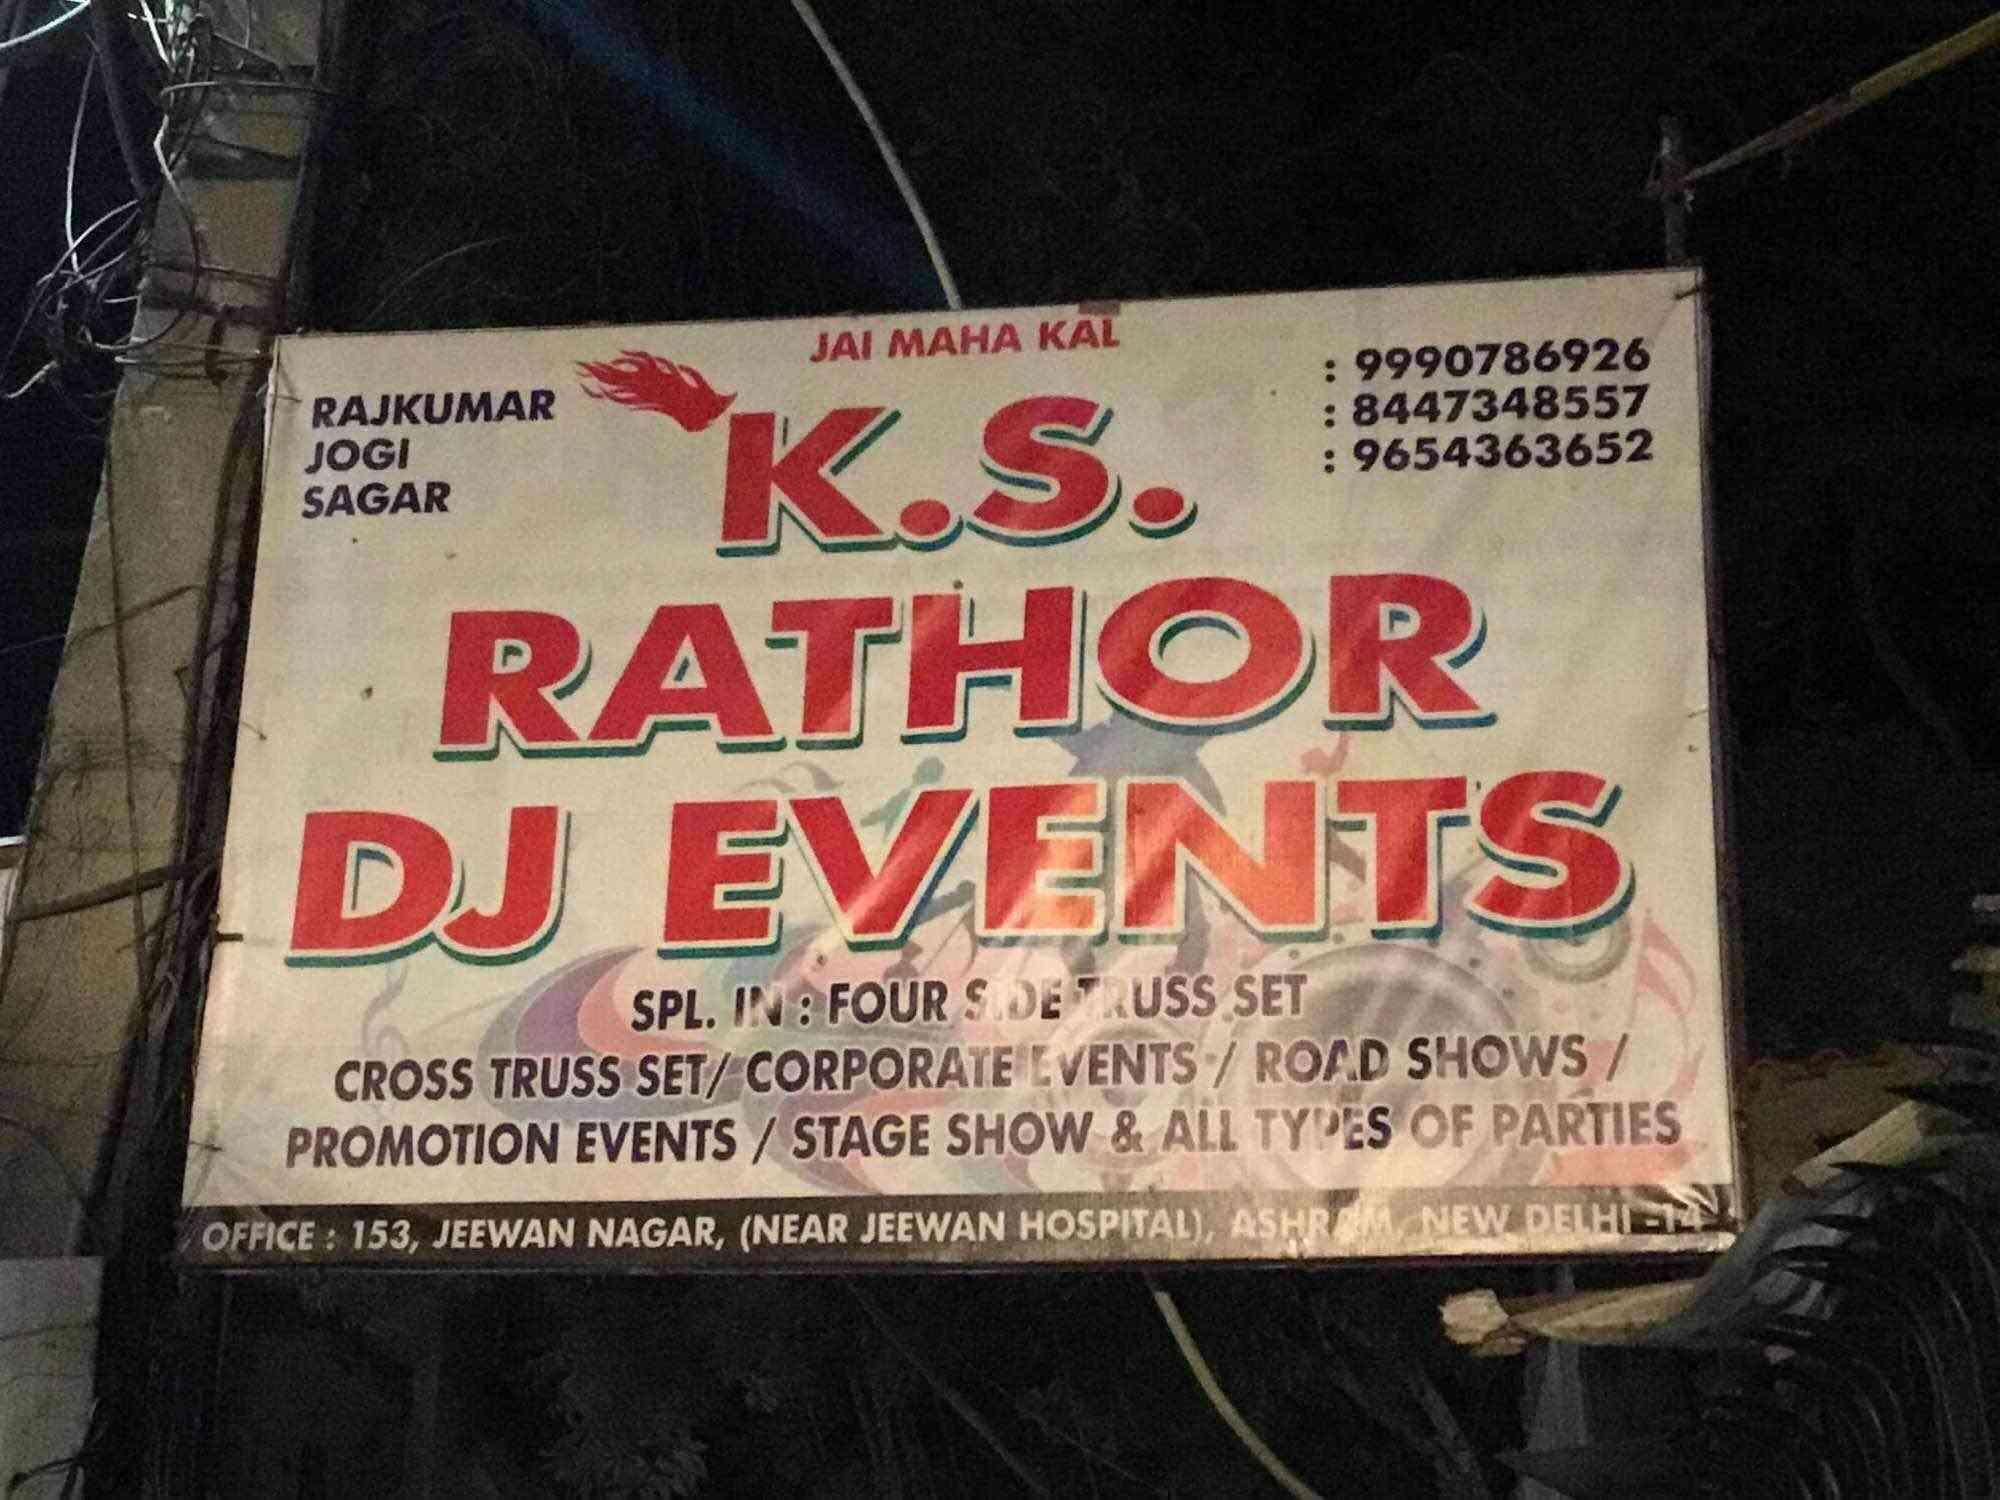 JAI MAHA KAL
RAJKUMAR : 9990786926
JOGI : 8447348557
SAGAR : 9654363652
K.S.
RATHOR
DJ EVENTS
SPL. IN : FOUR SIDE TRUSS SET
CROSS TRUSS SET/ CORPORATE EVENTS / ROAD SHOWS /
PROMOTION EVENTS / STAGE SHOW & ALL TYPES OF PARTIES
OFFICE : 153, JEEWAN NAGAR, (NEAR JEEWAN HOSPITAL), ASHRAM, NEW DELHI -14